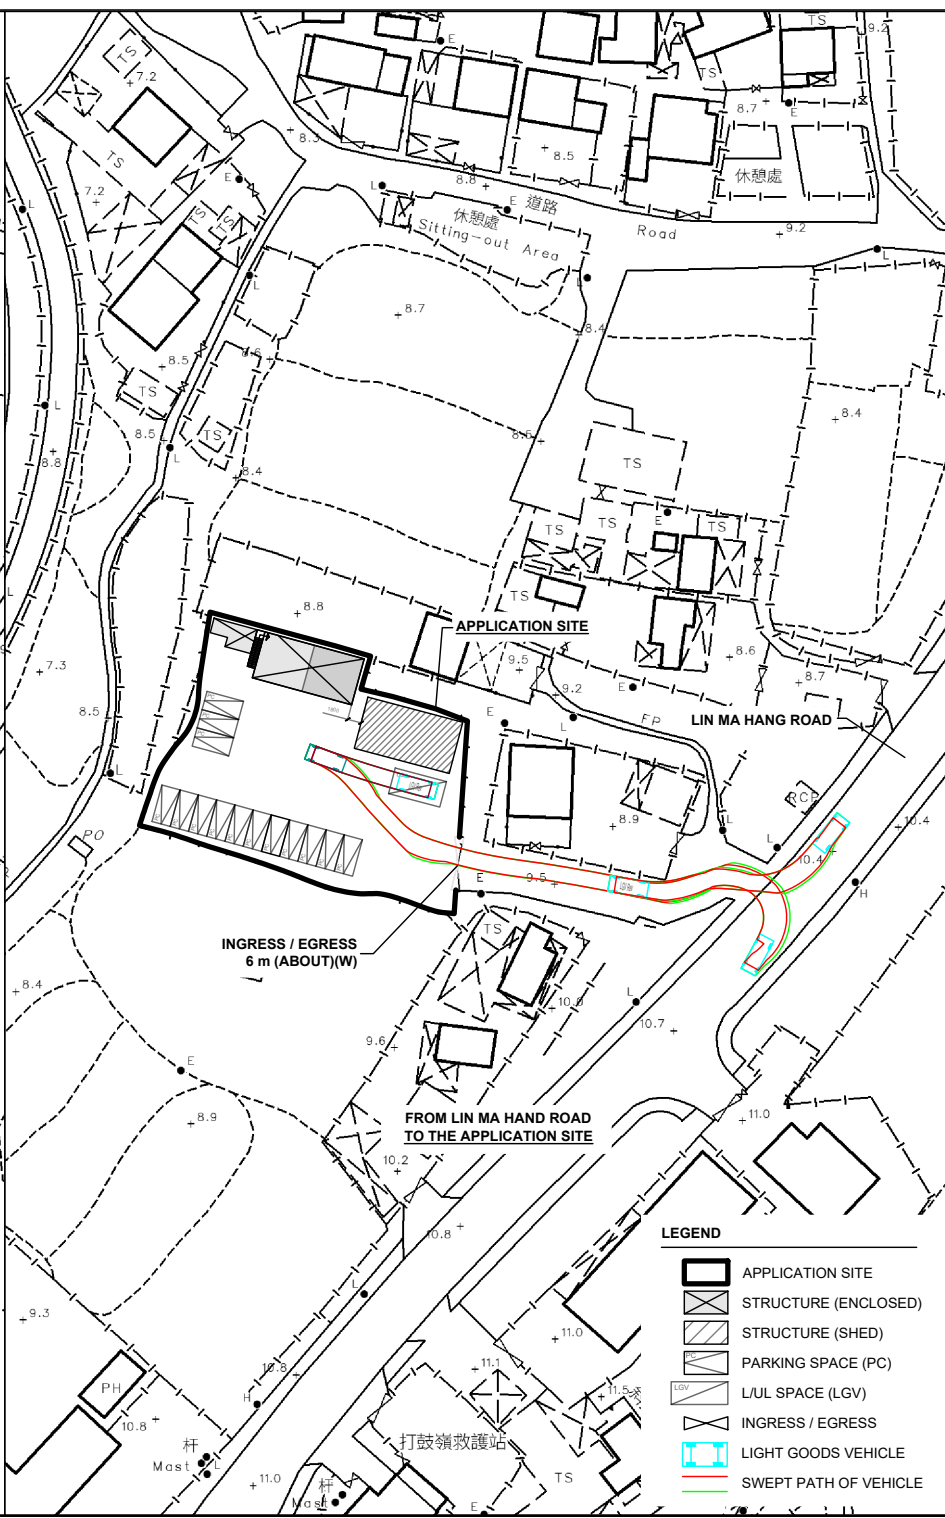 TS
9.2
E
TS
7.2
TS
8.7
E
8.3
8.5
TS
休憩處
7.2
E
L
8.8
道路
E
L
TS
TS
休憩處
Sitting-out Area
Road
9.2
L
L
L
8.7
8.4
8.6
8.5
TS
L
8.4
8.5
L
TS
8.6
TS
8.8
8.4
E
TS
TS
TS
L
TS
8.8
APPLICATION SITE
7.3
9.5
8.6
9.2
8.7
8.5
E
L
FP
LIN MA HANG ROAD
L
RCP
PO
8.9
L
L
10.4
10.4
E
9.5
H
INGRESS / EGRESS
6 m (ABOUT)(W)
TS
8.4
10.0
L
10.7
9.6
E
8.9
FROM LIN MA HAND ROAD
TO THE APPLICATION SITE
11.0
10.2
10.8
LEGEND
APPLICATION SITE
STRUCTURE (ENCLOSED)
STRUCTURE (SHED)
PC
PARKING SPACE (PC)
LGV
L/UL SPACE (LGV)
INGRESS / EGRESS
LIGHT GOODS VEHICLE
SWEPT PATH OF VEHICLE
L
9.3
11.0
10.8
11.1
11.5
PH
10.8
H
杆
Mast
L
打鼓嶺救護站
TS
11.0
杆
Mast
E